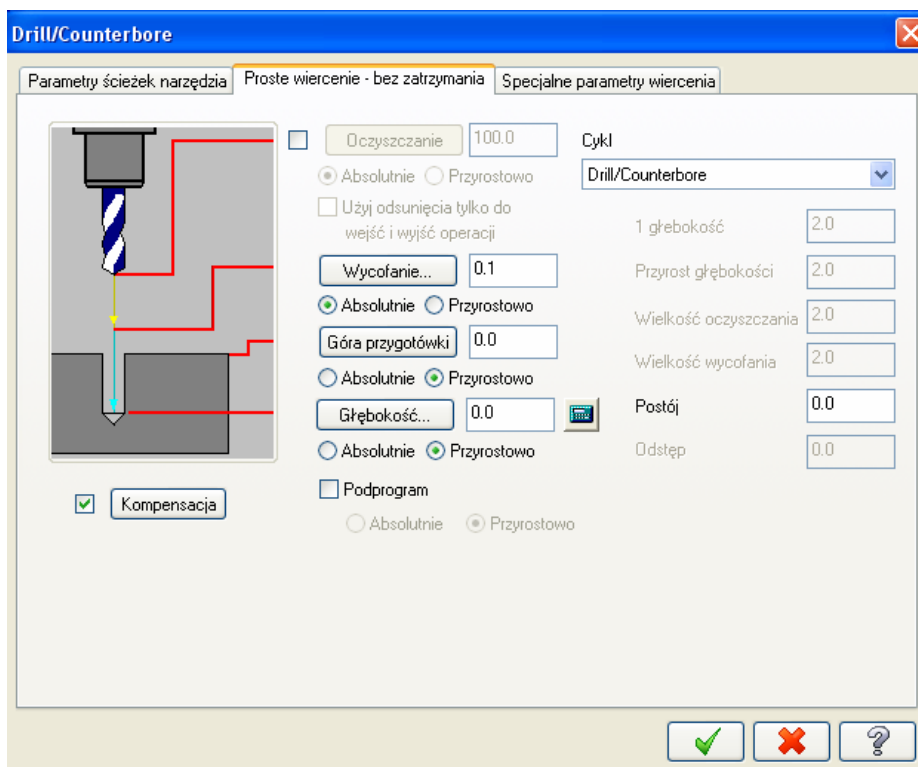 Drill/Counterbore
Parametry ścieżek narzędzia
Proste wiercenie - bez zatrzymania
Specjalne parametry wiercenia
Oczyszczanie
100.0
Absolutnie
Przyrostowo
Użyj odsunięcia tylko do
wejść i wyjść operacji
Wycofanie...
0.1
Absolutnie
Przyrostowo
Góra przygotówki
0.0
Absolutnie
Przyrostowo
Głębokość...
0.0
Absolutnie
Przyrostowo
Podprogram
Absolutnie
Przyrostowo
Kompensacja
Cykl
Drill/Counterbore
1 głebokość
2.0
Przyrost głębokości
2.0
Wielkość oczyszczania
2.0
Wielkość wycofania
2.0
Postój
0.0
Odstęp
0.0